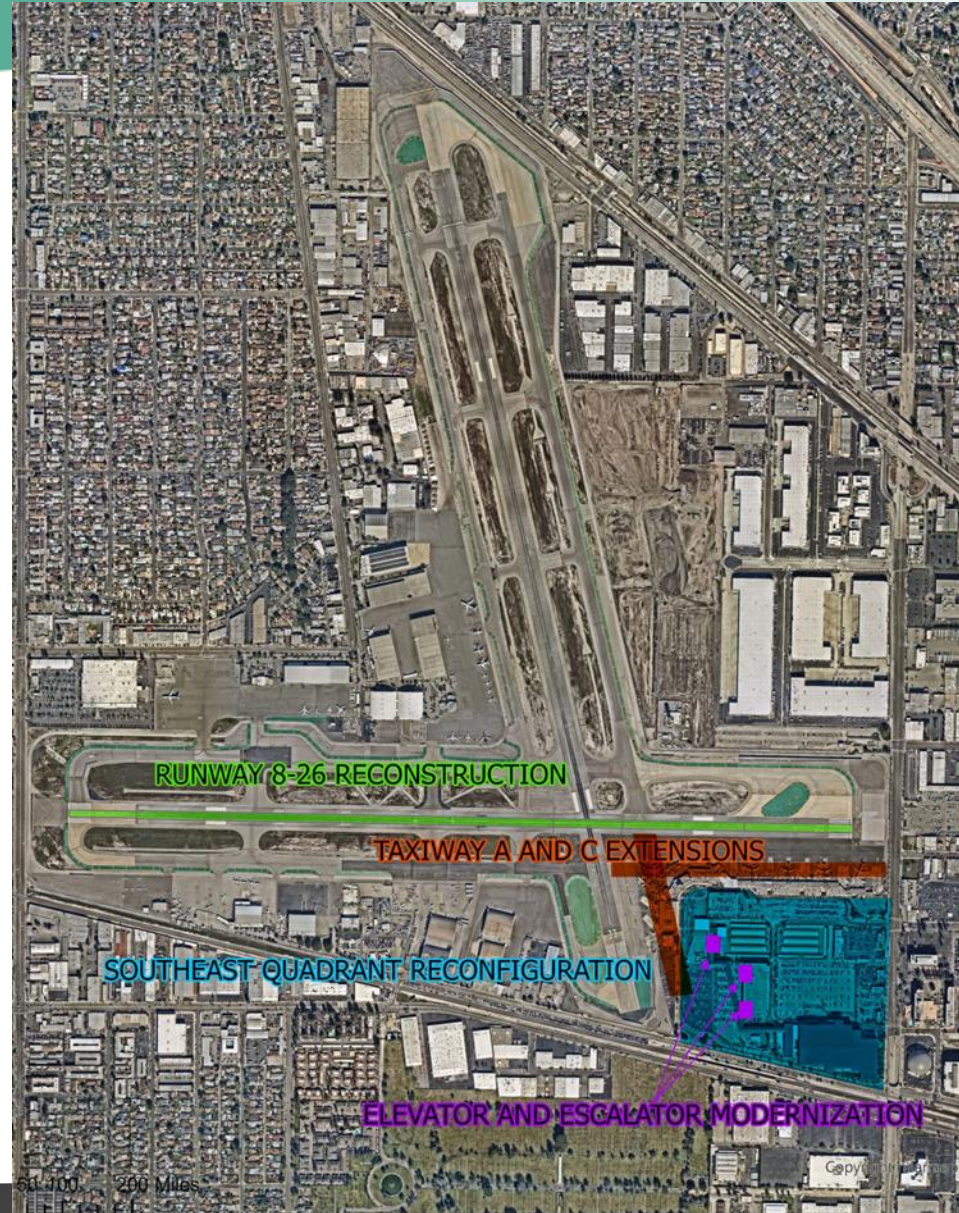 RUNWAY 8-26 RECONSTRUCTION
TAXIWAY A AND C EXTENSIONS
SOUTHEAST QUADRANT RECONFIGURATION
ELEVATOR AND ESCALATOR MODERNIZATION
50 100 200 Miles